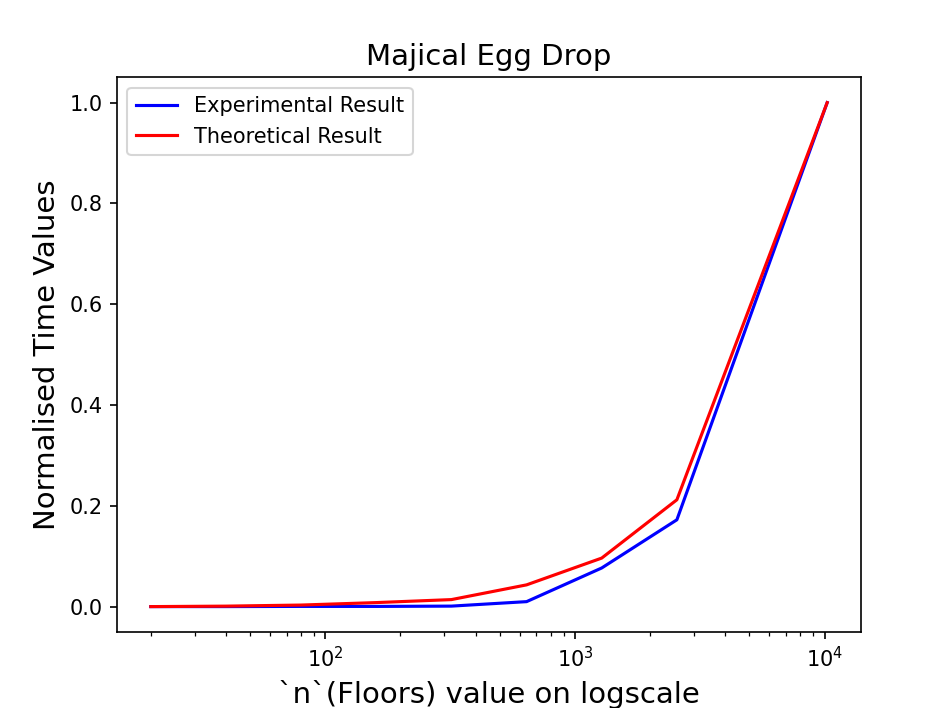 Majical Egg Drop
Experimental Result
Theoretical Result
Normalised Time Values
1.0
0.8
0.6
0.4
0.2
0.0
10² 10³ 10⁴
`n`(Floors) value on logscale